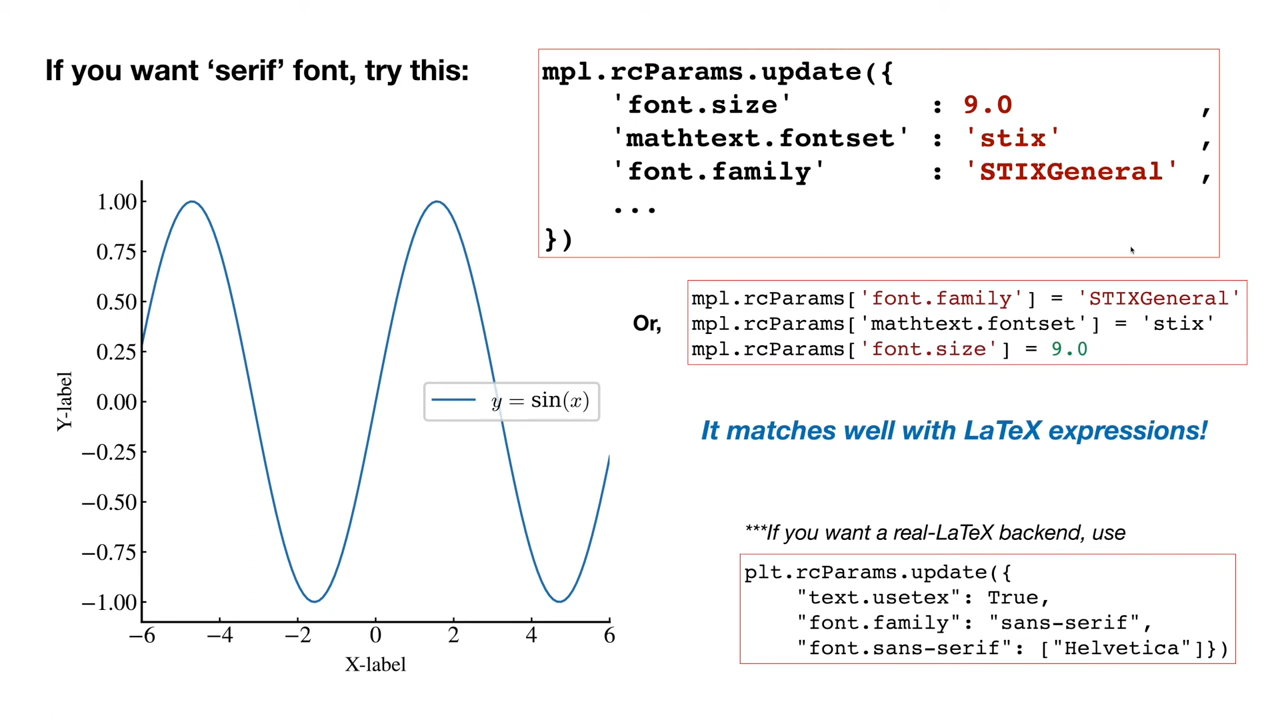 If you want ‘serif’ font, try this:
mpl.rcParams.update({
'font.size' : 9.0 ,
'mathtext.fontset' : 'stix' ,
'font.family' : 'STIXGeneral' ,
...
})
Or,
mpl.rcParams['font.family'] = 'STIXGeneral'
mpl.rcParams['mathtext.fontset'] = 'stix'
mpl.rcParams['font.size'] = 9.0
It matches well with LaTeX expressions!
***If you want a real-LaTeX backend, use
plt.rcParams.update({
"text.usetex": True,
"font.family": "sans-serif",
"font.sans-serif": ["Helvetica"]})
1.00
0.75
0.50
0.25
0.00
−0.25
−0.50
−0.75
−1.00
Y-label
y = sin(x)
−6 −4 −2 0 2 4 6
X-label